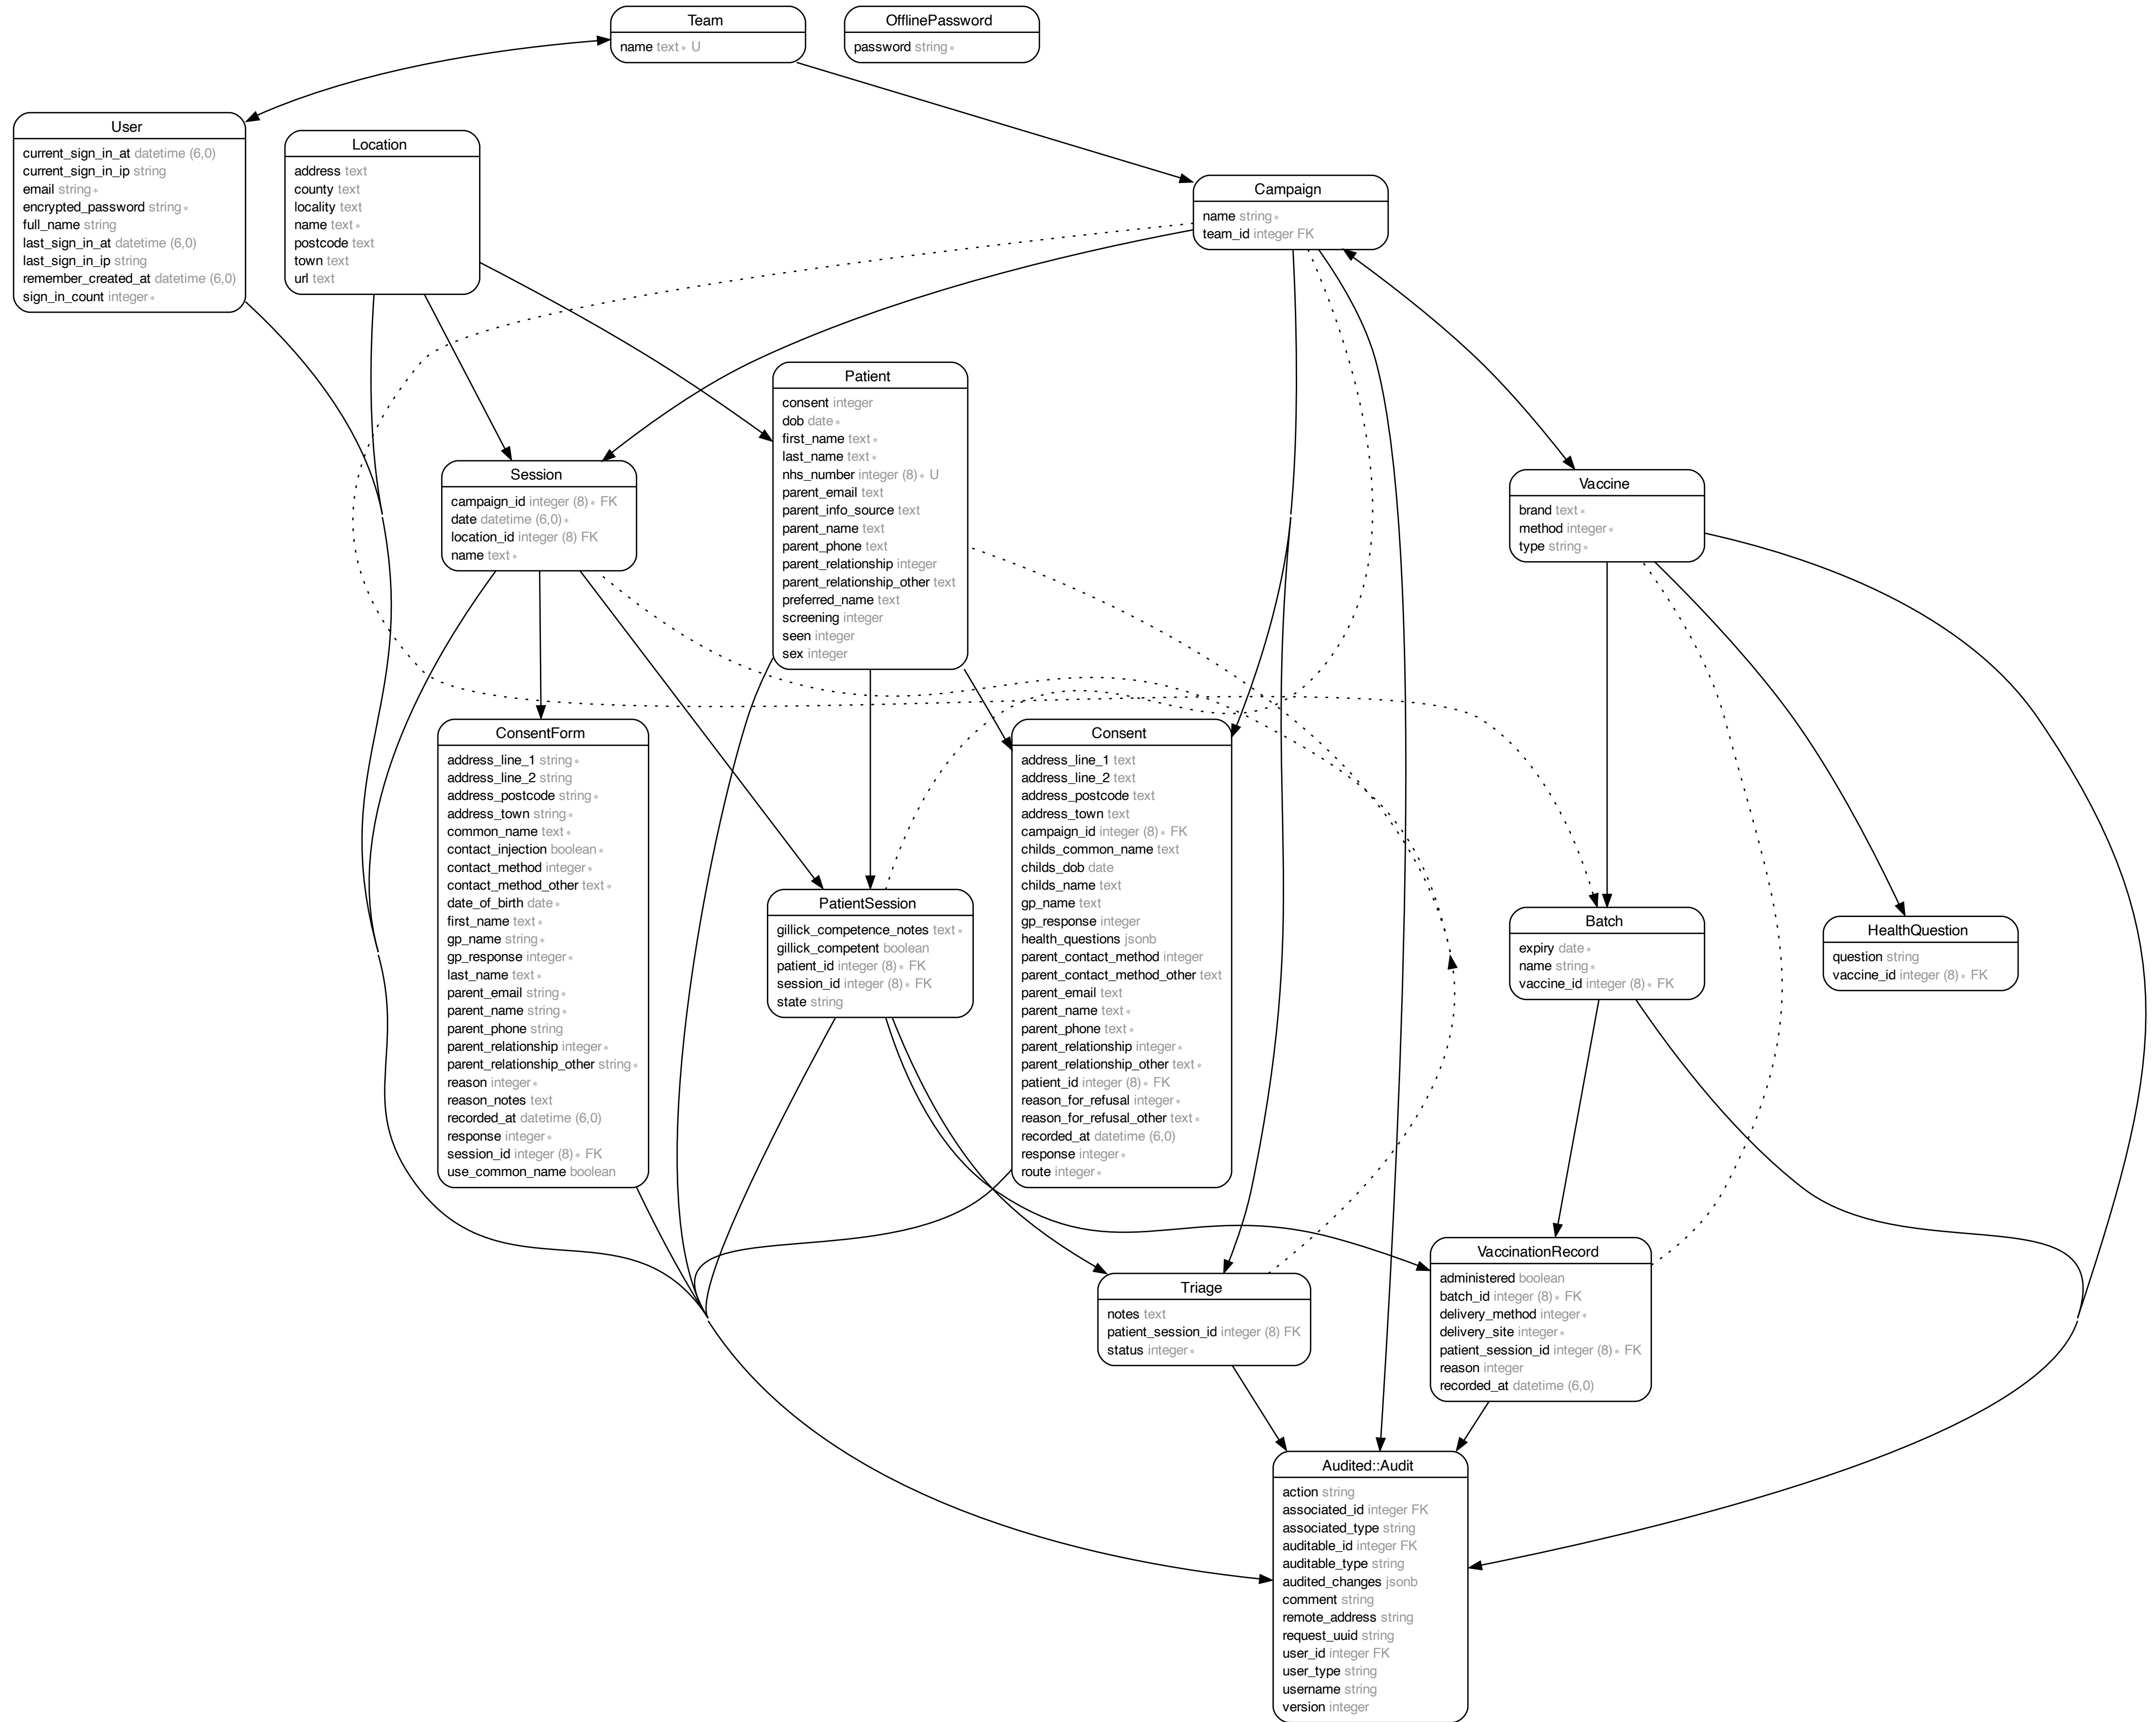 Team
name text* U
OfflinePassword
password string*
User
current_sign_in_at datetime (6,0)
current_sign_in_ip string
email string*
encrypted_password string*
full_name string
last_sign_in_at datetime (6,0)
last_sign_in_ip string
remember_created_at datetime (6,0)
sign_in_count integer*
Location
address text
county text
locality text
name text*
postcode text
town text
url text
Campaign
name string*
team_id integer FK
Patient
consent integer
dob date*
first_name text*
last_name text*
nhs_number integer (8)* U
parent_email text
parent_info_source text
parent_name text
parent_phone text
parent_relationship integer
parent_relationship_other text
preferred_name text
screening integer
seen integer
sex integer
Session
campaign_id integer (8)* FK
date datetime (6,0)*
location_id integer (8) FK
name text*
Vaccine
brand text*
method integer*
type string*
ConsentForm
address_line_1 string*
address_line_2 string
address_postcode string*
address_town string*
common_name text*
contact_injection boolean*
contact_method integer*
contact_method_other text*
date_of_birth date*
first_name text*
gp_name string*
gp_response integer*
last_name text*
parent_email string*
parent_name string*
parent_phone string
parent_relationship integer*
parent_relationship_other string*
reason integer*
reason_notes text
recorded_at datetime (6,0)
response integer*
session_id integer (8)* FK
use_common_name boolean
Consent
address_line_1 text
address_line_2 text
address_postcode text
address_town text
campaign_id integer (8)* FK
childs_common_name text
childs_dob date
childs_name text
gp_name text
gp_response integer
health_questions jsonb
parent_contact_method integer
parent_contact_method_other text
parent_email text
parent_name text*
parent_phone text*
parent_relationship integer*
parent_relationship_other text*
patient_id integer (8)* FK
reason_for_refusal integer*
reason_for_refusal_other text*
recorded_at datetime (6,0)
response integer*
route integer*
PatientSession
gillick_competence_notes text*
gillick_competent boolean
patient_id integer (8)* FK
session_id integer (8)* FK
state string
Batch
expiry date*
name string*
vaccine_id integer (8)* FK
HealthQuestion
question string
vaccine_id integer (8)* FK
VaccinationRecord
administered boolean
batch_id integer (8)* FK
delivery_method integer*
delivery_site integer*
patient_session_id integer (8)* FK
reason integer
recorded_at datetime (6,0)
Triage
notes text
patient_session_id integer (8) FK
status integer*
Audited::Audit
action string
associated_id integer FK
associated_type string
auditable_id integer FK
auditable_type string
audited_changes jsonb
comment string
remote_address string
request_uuid string
user_id integer FK
user_type string
username string
version integer